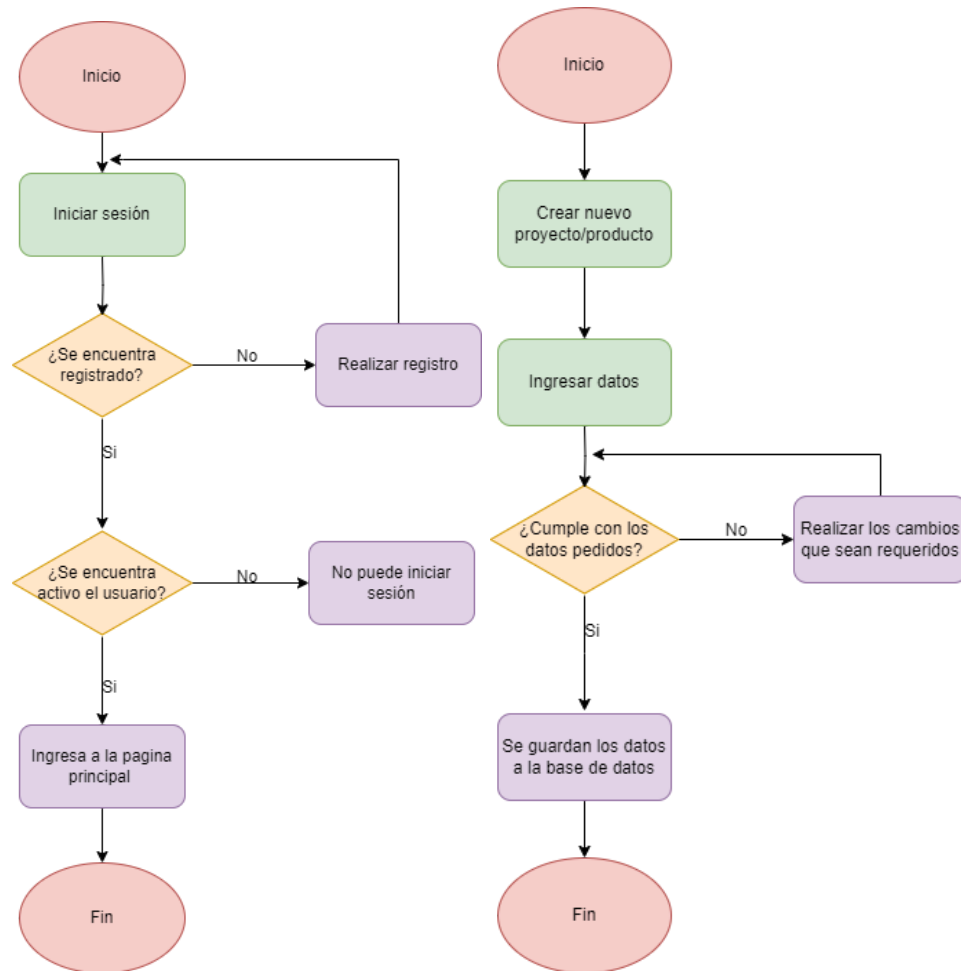 Inicio
Iniciar sesión
¿Se encuentra
registrado?
No
Realizar registro
Si
¿Se encuentra
activo el usuario?
No
No puede iniciar
sesión
Si
Ingresa a la pagina
principal
Fin
Inicio
Crear nuevo
proyecto/producto
Ingresar datos
¿Cumple con los
datos pedidos?
No
Realizar los cambios
que sean requeridos
Si
Se guardan los datos
a la base de datos
Fin